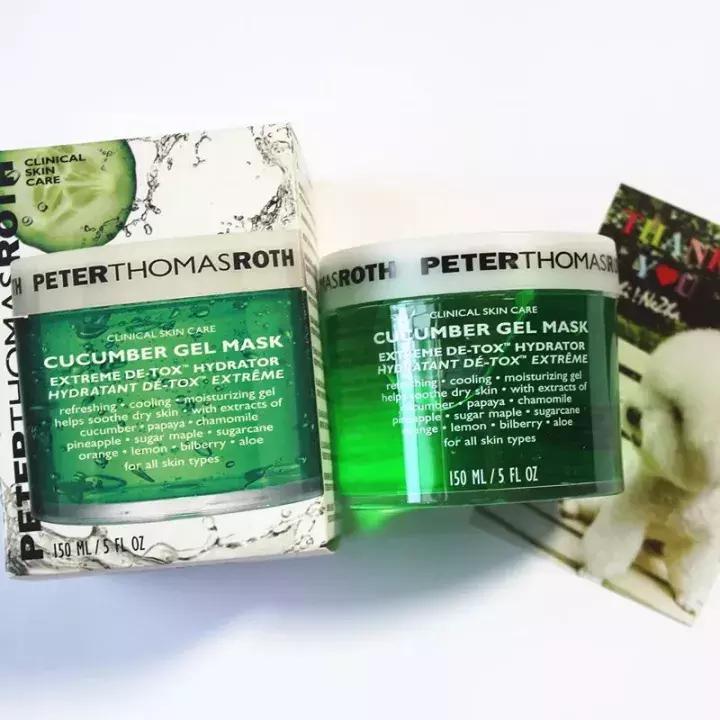 CLINICAL
SKIN
CARE
PETERTHOMASROTH
TH PETERTHOMASROTH
CLINICAL SKIN CARE
CUCUMBER GEL MASK
EXTREME DE-TOX™ HYDRATOR
HYDRATANT DÉ-TOX™ EXTRÊME
refreshing • cooling • moisturizing gel
helps soothe dry skin • with extracts of
cucumber • papaya • chamomile
pineapple • sugar maple • sugarcane
orange • lemon • bilberry • aloe
for all skin types
150 ML / 5 FL OZ
MASROTH PETERTHOMASRO
CLINICAL SKIN CARE
CUCUMBER GEL MASK
EXTREME DE-TOX™ HYDRATOR
HYDRATANT DÉ-TOX™ EXTRÊME
refreshing • cooling • moisturizing gel
helps soothe dry skin • with extracts of
cucumber • papaya • chamomile
pineapple • sugar maple • sugarcane
orange • lemon • bilberry • aloe
for all skin types
150 ML / 5 FL OZ
THANK
Y♥U